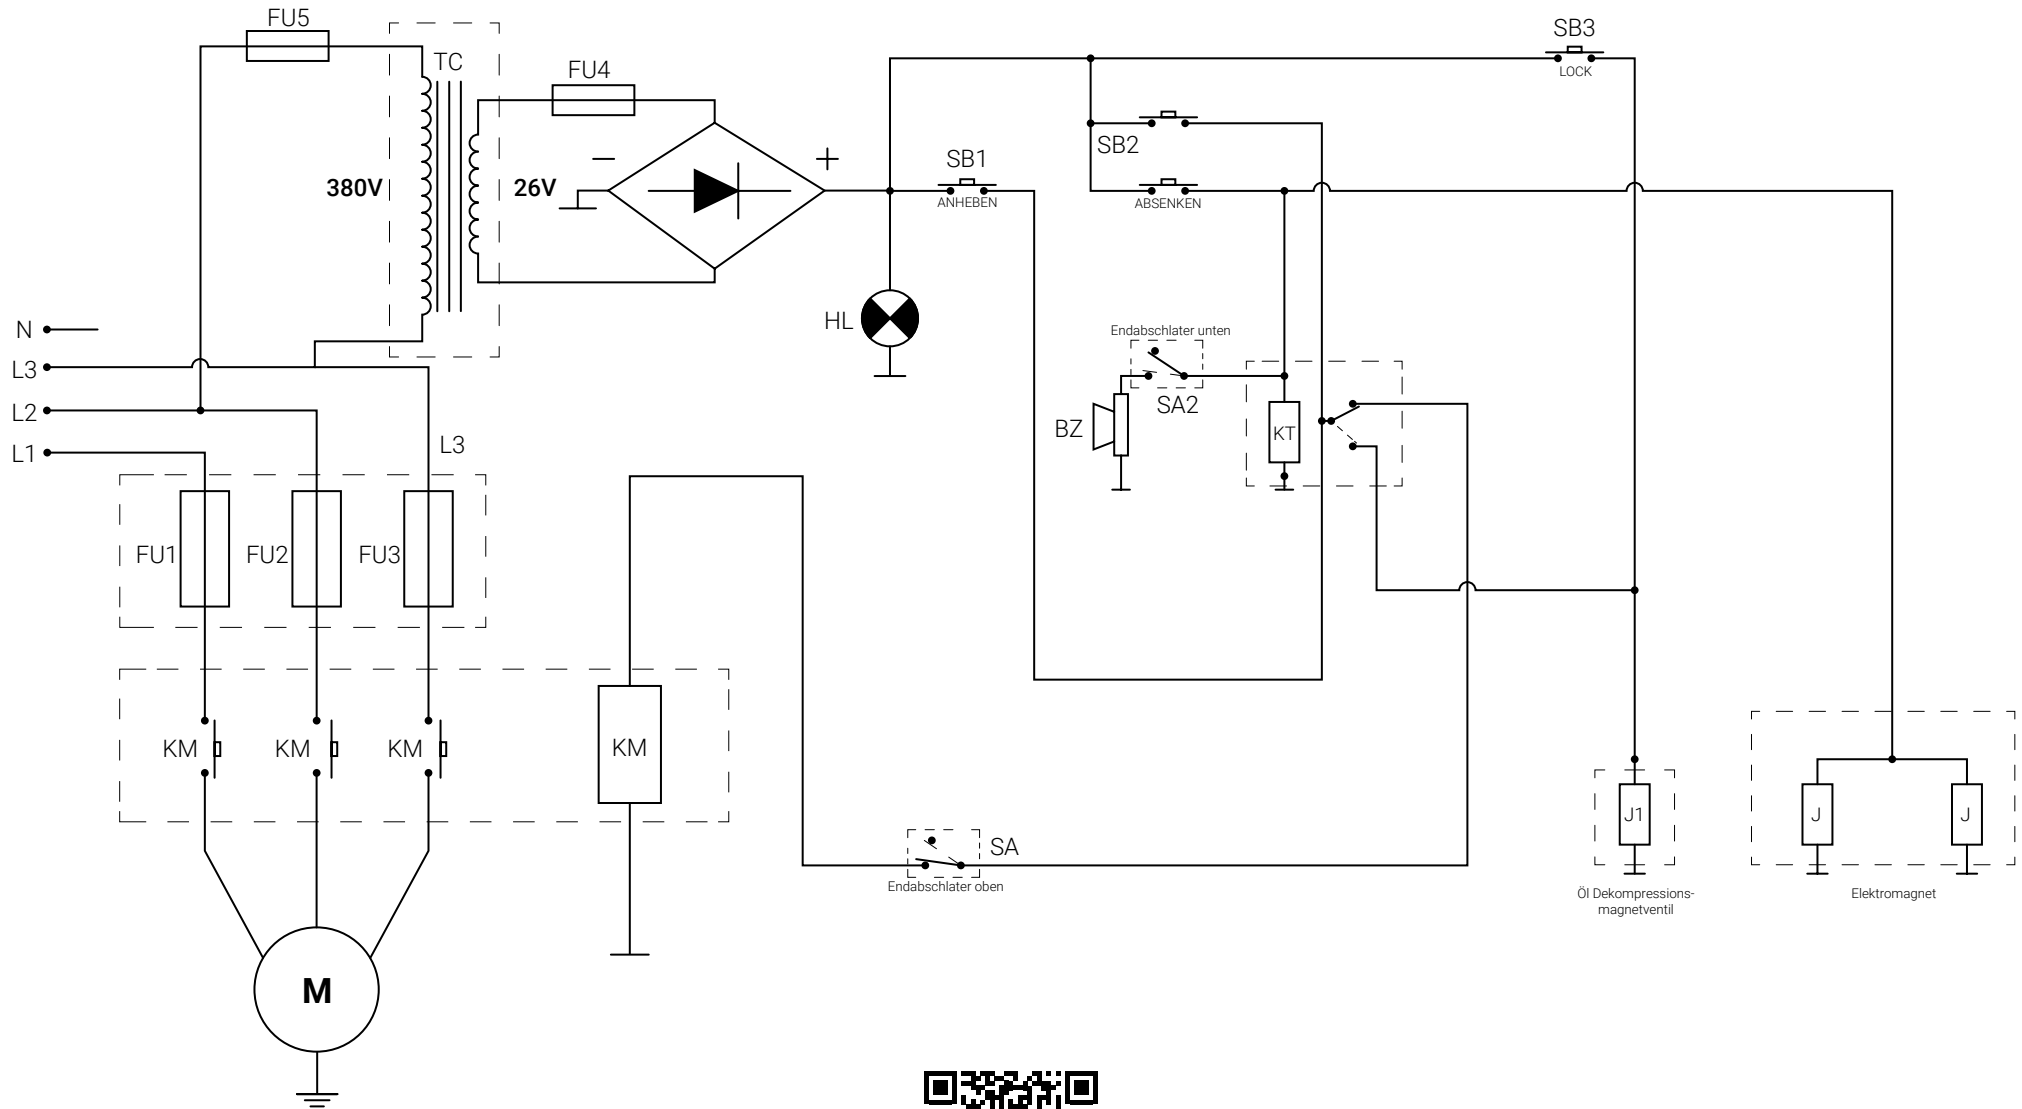 FU5
SB3
TC
FU4
LOCK
SB2
SB1
380V
26V
−
+
ANHEBEN
ABSENKEN
HL
N
L3
L2
L1
L3
Endabschlater unten
SA2
BZ
KT
FU1
FU2
FU3
KM
KM
KM
KM
SA
Endabschlater oben
J1
J
J
Öl Dekompressions-
magnetventil
Elektromagnet
M